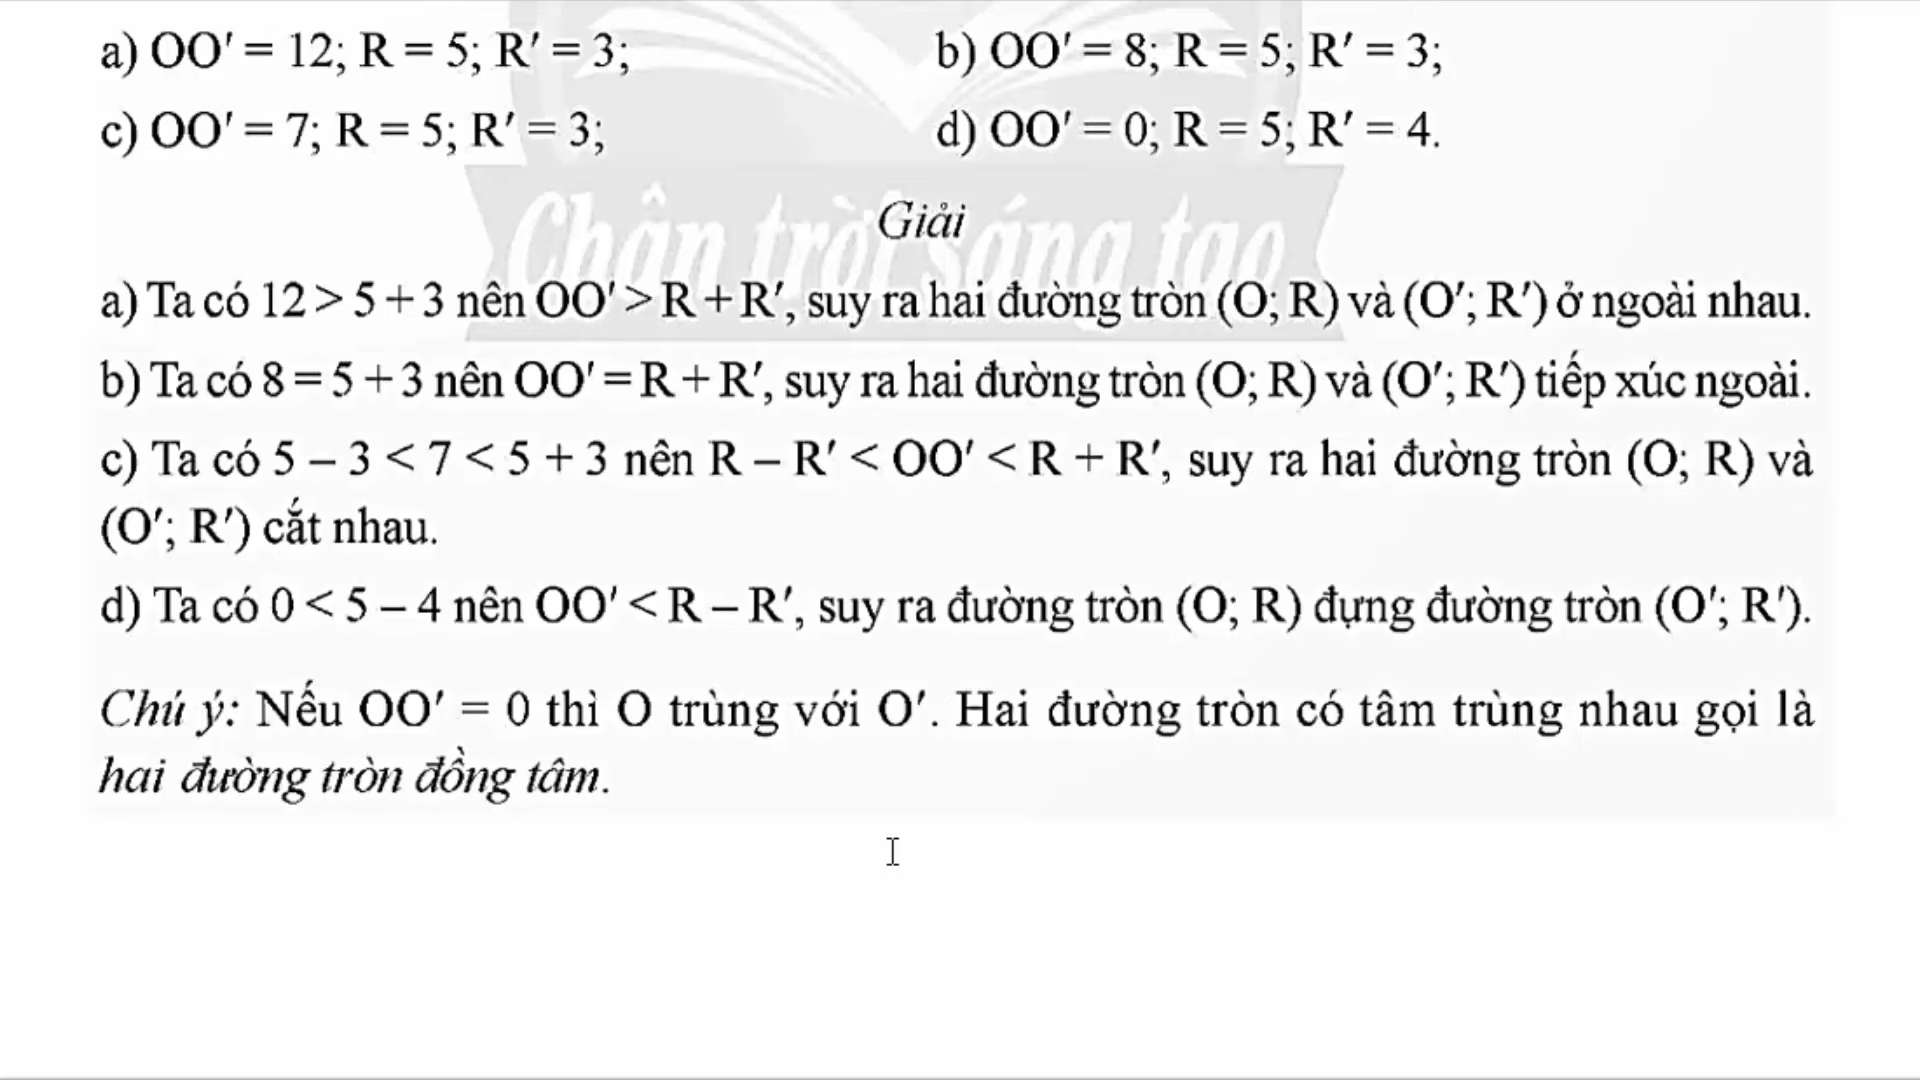 a) OO′ = 12; R = 5; R′ = 3; b) OO′ = 8; R = 5; R′ = 3;
c) OO′ = 7; R = 5; R′ = 3; d) OO′ = 0; R = 5; R′ = 4.
Chân trời sáng tạo
Giải
a) Ta có 12 > 5 + 3 nên OO′ > R + R′, suy ra hai đường tròn (O; R) và (O′; R′) ở ngoài nhau.
b) Ta có 8 = 5 + 3 nên OO′ = R + R′, suy ra hai đường tròn (O; R) và (O′; R′) tiếp xúc ngoài.
c) Ta có 5 – 3 < 7 < 5 + 3 nên R – R′ < OO′ < R + R′, suy ra hai đường tròn (O; R) và
(O′; R′) cắt nhau.
d) Ta có 0 < 5 – 4 nên OO′ < R – R′, suy ra đường tròn (O; R) đựng đường tròn (O′; R′).
Chú ý: Nếu OO′ = 0 thì O trùng với O′. Hai đường tròn có tâm trùng nhau gọi là
hai đường tròn đồng tâm.